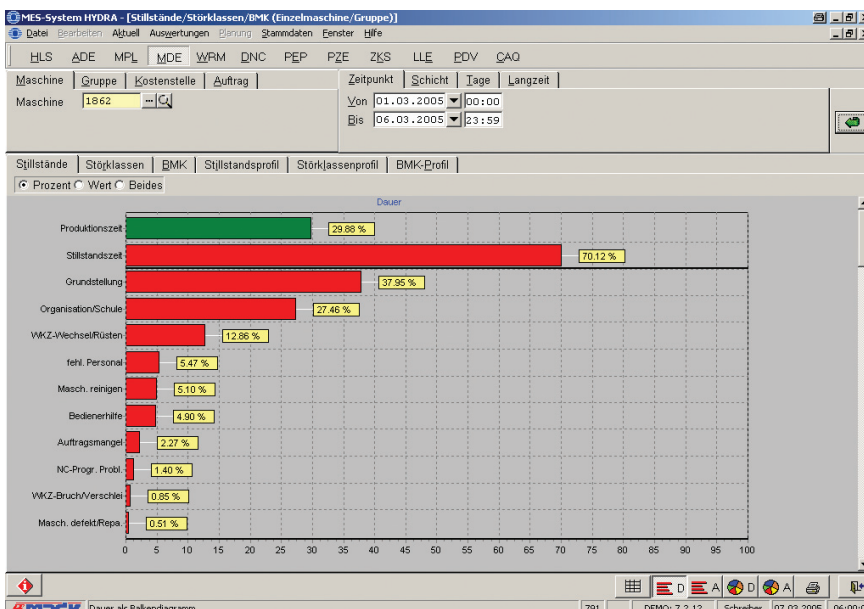 MES-System HYDRA - [Stillstände/Störklassen/BMK (Einzelmaschine/Gruppe)]
Datei Bearbeiten Aktuell Auswertungen Planung Stammdaten Fenster Hilfe
HLS ADE MPL MDE WRM DNC PEP PZE ZKS LLE PDV CAQ
Maschine Gruppe Kostenstelle Auftrag Zeitpunkt Schicht Tage Langzeit
Maschine 1862 Von 01.03.2005 00:00
Bis 06.03.2005 23:59
Stillstände Störklassen BMK Stillstandsprofil Störklassenprofil BMK-Profil
Prozent Wert Beides
Dauer
Produktionszeit 29.88 %
Stillstandszeit 70.12 %
Grundstellung 37.95 %
Organisation/Schule 27.46 %
WKZ-Wechsel/Rüsten 12.86 %
fehl. Personal 5.47 %
Masch. reinigen 5.10 %
Bedienerhilfe 4.90 %
Auftragsmangel 2.27 %
NC-Progr. Probl. 1.40 %
WKZ-Bruch/Verschlei 0.85 %
Masch. defekt/Repa. 0.51 %
0 5 10 15 20 25 30 35 40 45 50 55 60 65 70 75 80 85 90 95 100
D A D A
Dauer als Balkendiagramm 791 DEMO: 7.2.12 Schreiber 07.03.2005